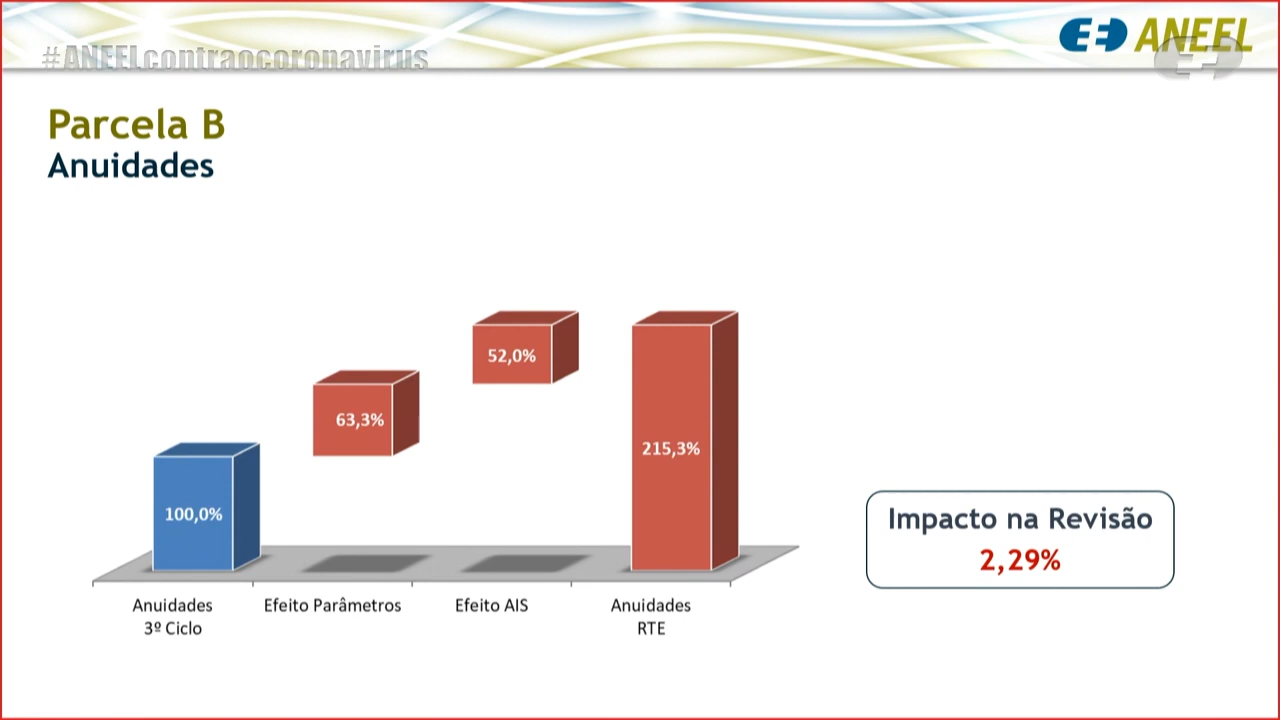 #ANEELcontraocoronavirus
ANEEL
Parcela B
Anuidades
52,0%
63,3%
215,3%
100,0%
Impacto na Revisão
2,29%
Anuidades
3º Ciclo
Efeito Parâmetros
Efeito AIS
Anuidades
RTE